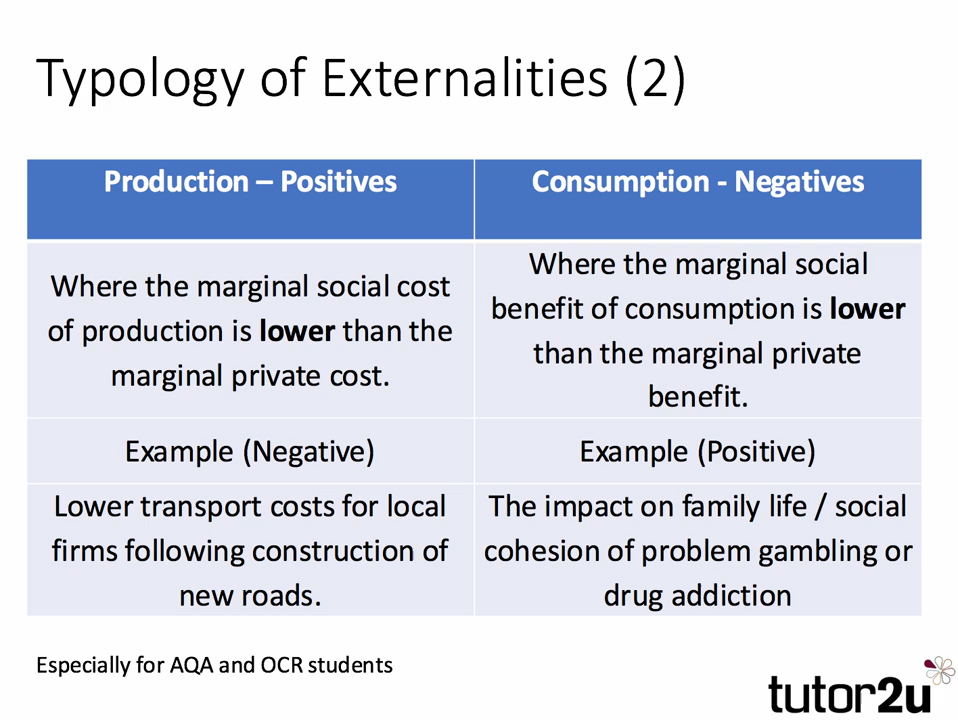 Typology of Externalities (2)
Production – Positives
Consumption - Negatives
Where the marginal social cost
of production is lower than the
marginal private cost.
Where the marginal social
benefit of consumption is lower
than the marginal private
benefit.
Example (Negative)
Example (Positive)
Lower transport costs for local
firms following construction of
new roads.
The impact on family life / social
cohesion of problem gambling or
drug addiction
Especially for AQA and OCR students
tutor2u